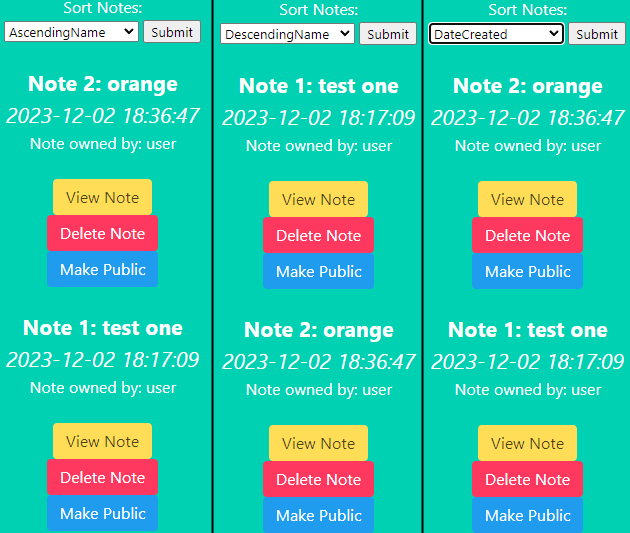 Sort Notes:
AscendingName Submit
Note 2: orange
2023-12-02 18:36:47
Note owned by: user
View Note
Delete Note
Make Public
Note 1: test one
2023-12-02 18:17:09
Note owned by: user
View Note
Delete Note
Make Public
Sort Notes:
DescendingName Submit
Note 1: test one
2023-12-02 18:17:09
Note owned by: user
View Note
Delete Note
Make Public
Note 2: orange
2023-12-02 18:36:47
Note owned by: user
View Note
Delete Note
Make Public
Sort Notes:
DateCreated Submit
Note 2: orange
2023-12-02 18:36:47
Note owned by: user
View Note
Delete Note
Make Public
Note 1: test one
2023-12-02 18:17:09
Note owned by: user
View Note
Delete Note
Make Public